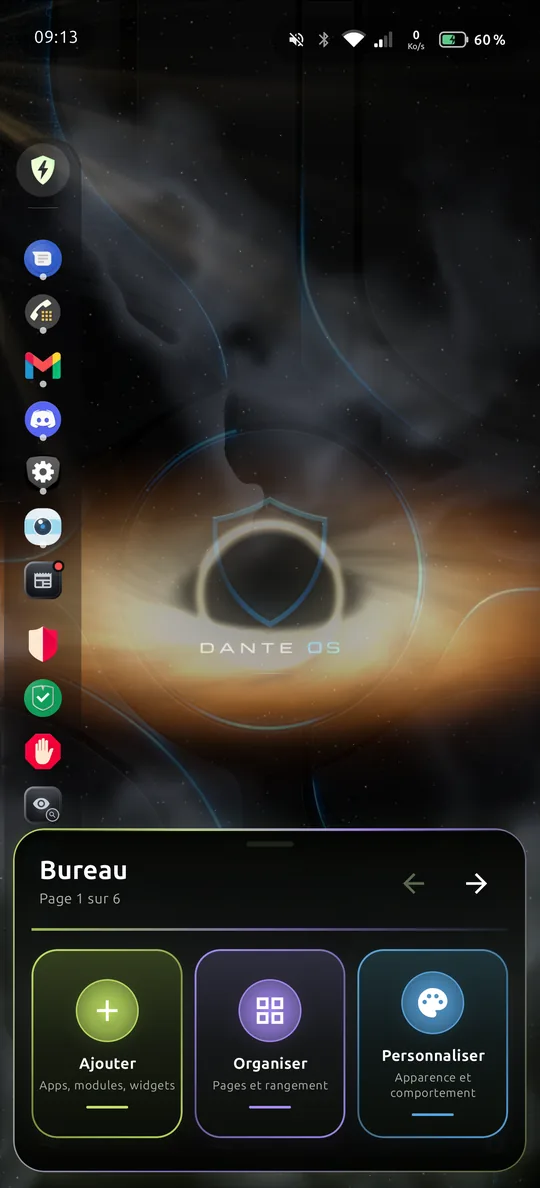 09:13
0
Ko/s
60 %
DANTE OS
Bureau
Page 1 sur 6
Ajouter
Apps, modules, widgets
Organiser
Pages et rangement
Personnaliser
Apparence et
comportement